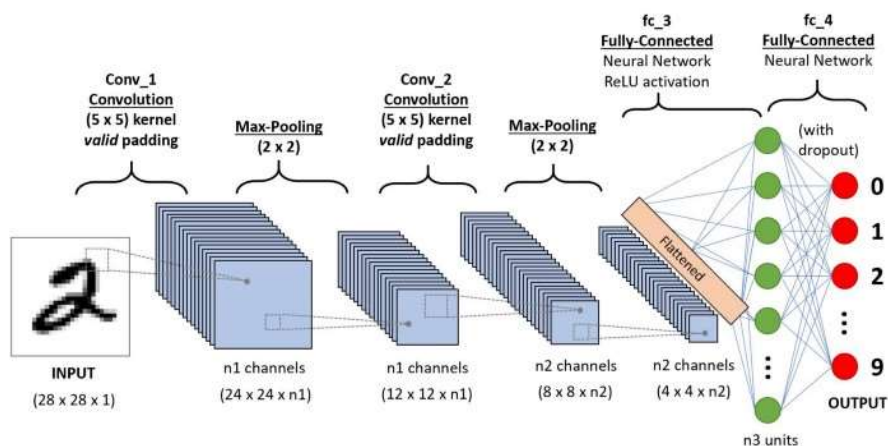 fc_3
Fully-Connected
Neural Network
ReLU activation
fc_4
Fully-Connected
Neural Network
Conv_1
Convolution
(5 x 5) kernel
valid padding
Max-Pooling
(2 x 2)
Conv_2
Convolution
(5 x 5) kernel
valid padding
Max-Pooling
(2 x 2)
(with
dropout)
Flattened
0
1
2
9
INPUT
(28 x 28 x 1)
n1 channels
(24 x 24 x n1)
n1 channels
(12 x 12 x n1)
n2 channels
(8 x 8 x n2)
n2 channels
(4 x 4 x n2)
n3 units
OUTPUT
2